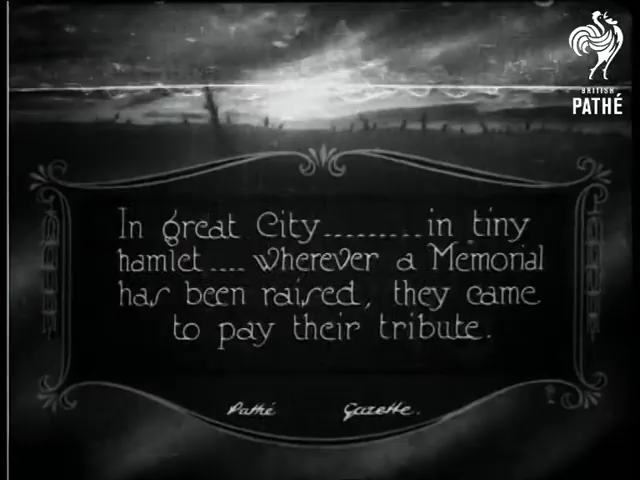 BRITISH
PATHÉ
In great City.........in tiny
hamlet.... wherever a Memorial
has been raised, they came
to pay their tribute.
Pathé Gazette.